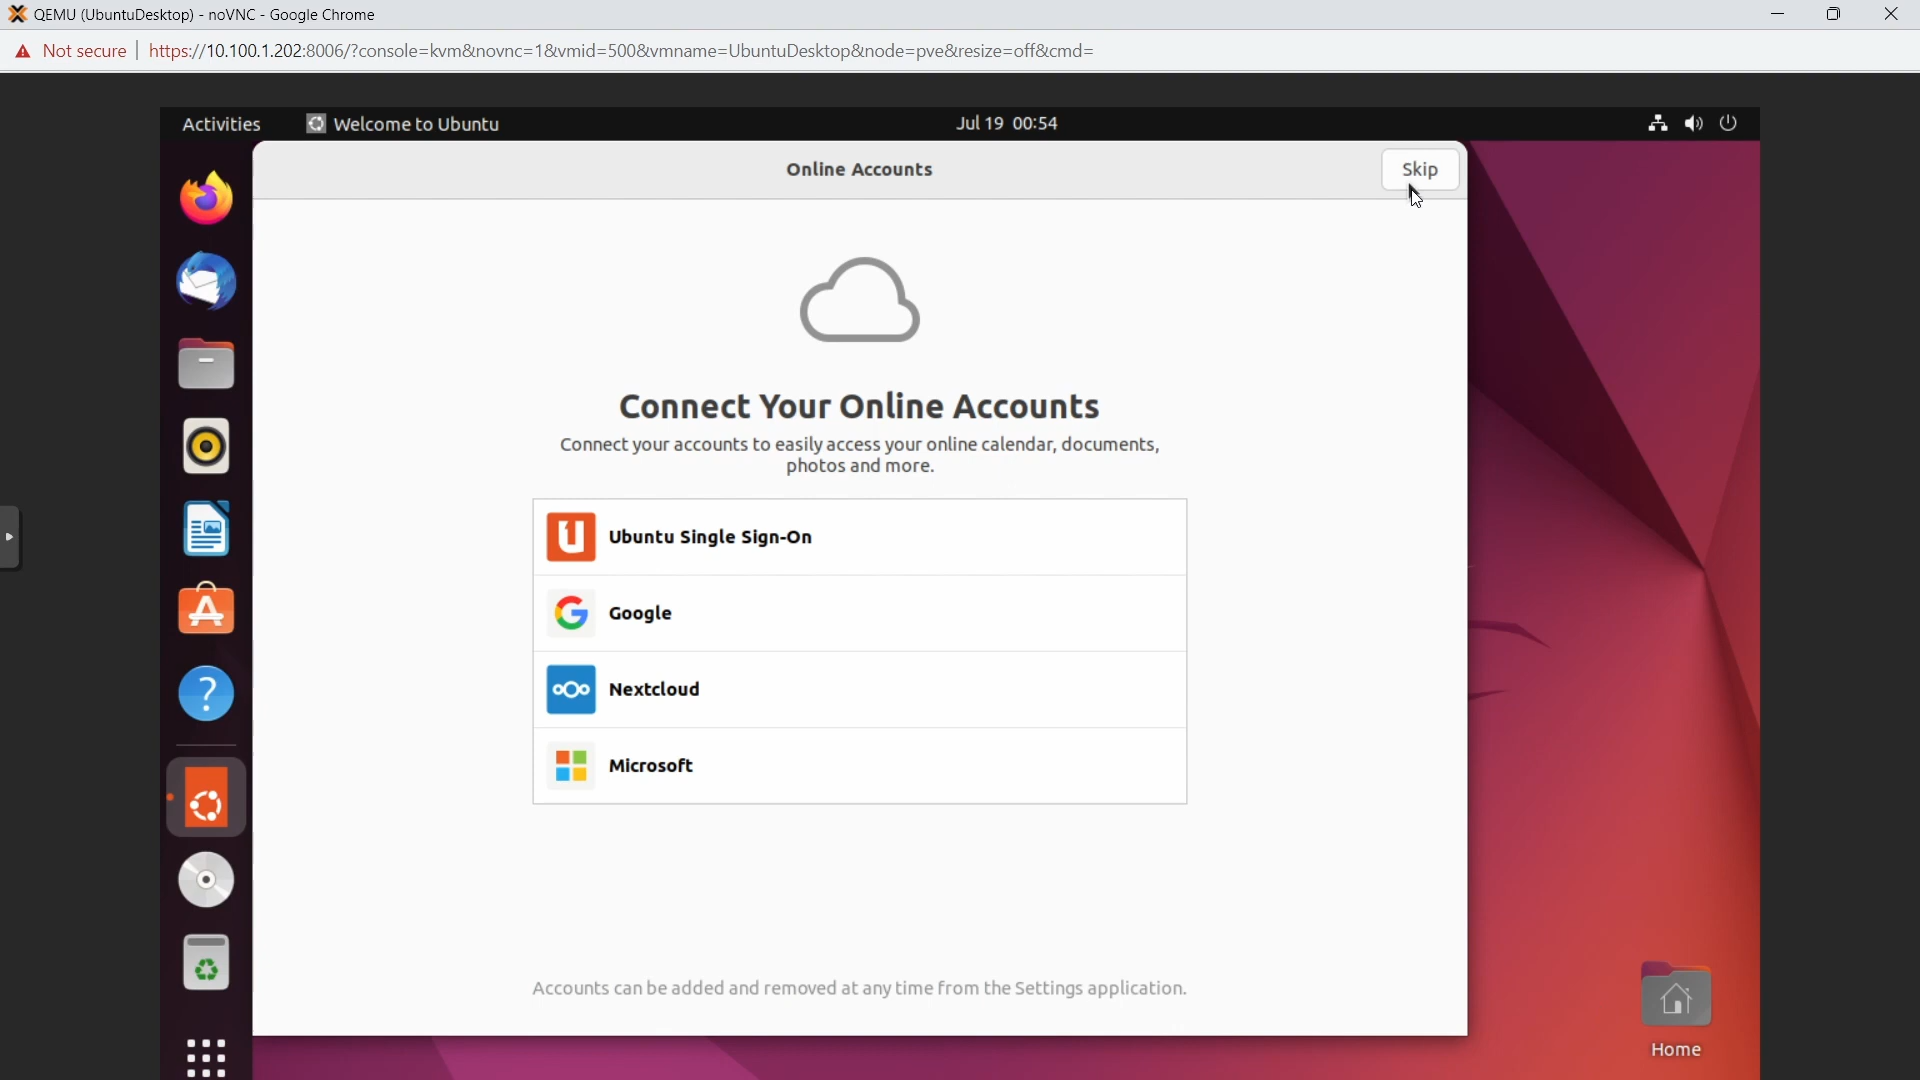 QEMU (UbuntuDesktop) - noVNC - Google Chrome
Not secure
https://10.100.1.202:8006/?console=kvm&novnc=1&vmid=500&vmname=UbuntuDesktop&node=pve&resize=off&cmd=
Activities
Welcome to Ubuntu
Jul 19 00:54
Online Accounts
Skip
Connect Your Online Accounts
Connect your accounts to easily access your online calendar, documents,
photos and more.
Ubuntu Single Sign-On
Google
Nextcloud
Microsoft
Accounts can be added and removed at any time from the Settings application.
Home